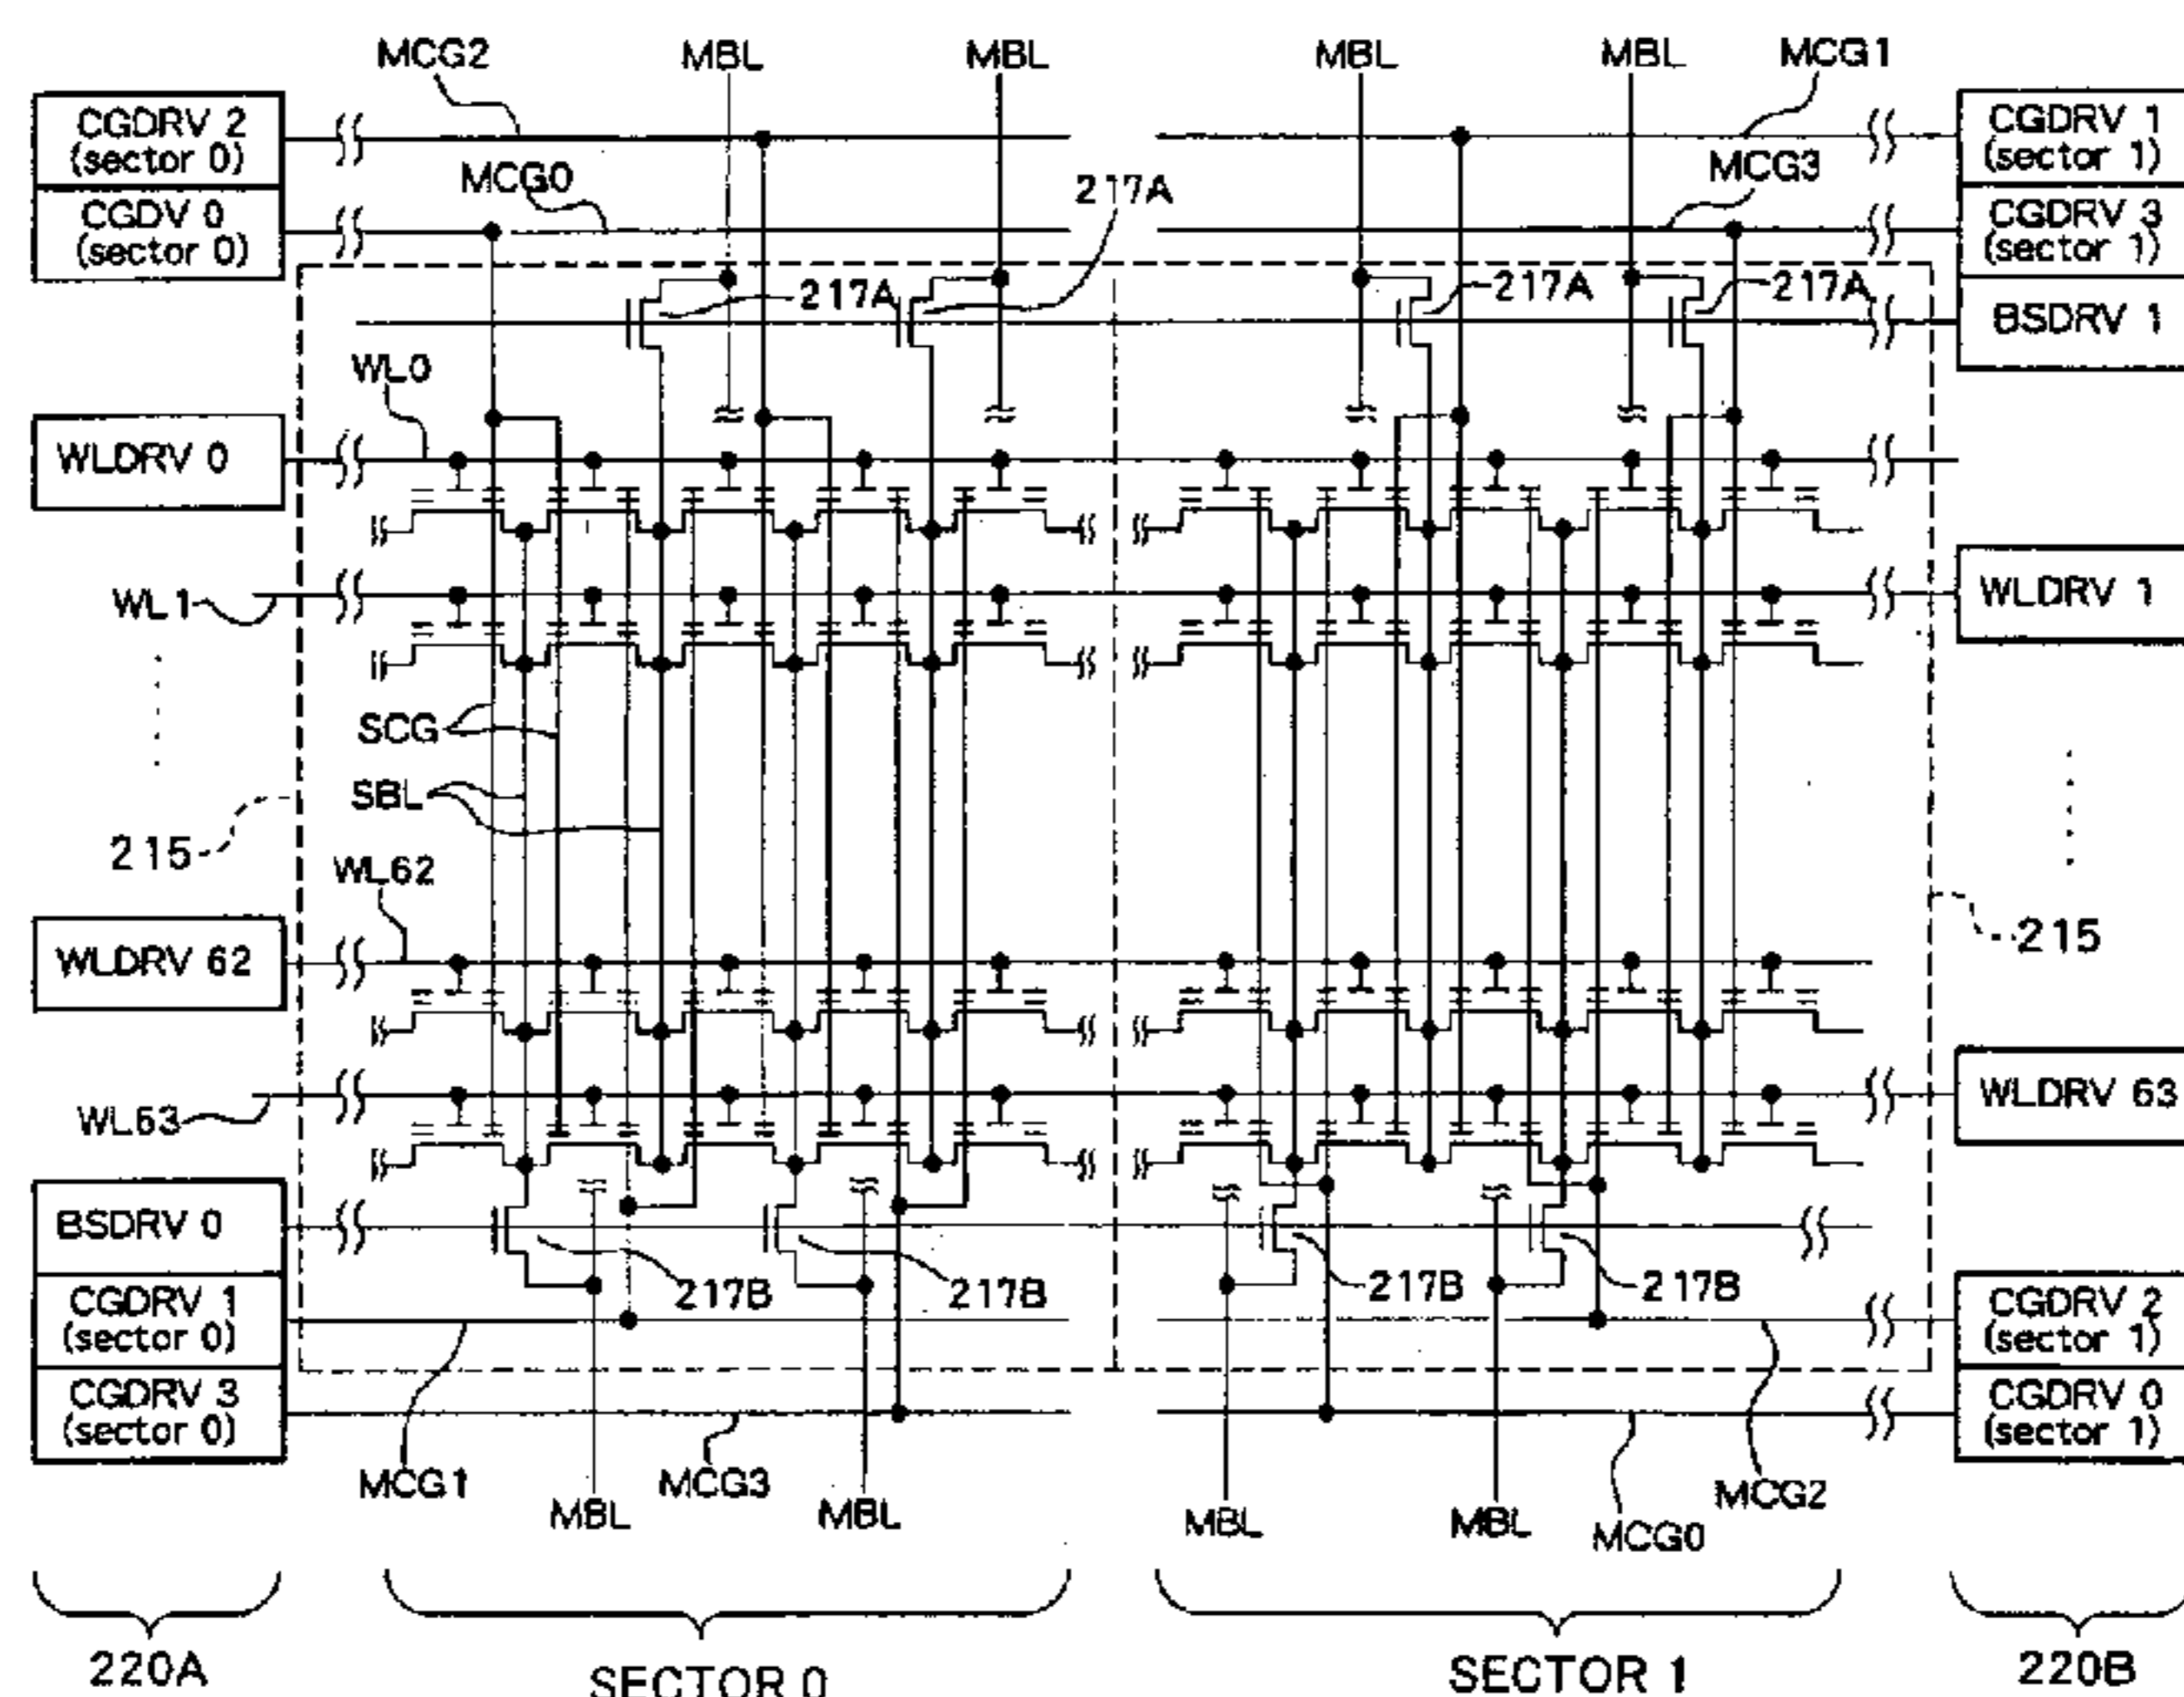 MCG2
MBL
MBL
MBL
MBL
MCG1
CGDRV 2
(sector 0)
CGDRV 1
(sector 1)
MCG0
217A
MCG3
CGDV 0
(sector 0)
CGDRV 3
(sector 1)
217A
217A
217A
BSDRV 1
WL0
WLDRV 0
WL1
WLDRV 1
SCG
SBL
215
WL62
215
WLDRV 62
WL63
WLDRV 63
BSDRV 0
217B
217B
217B
217B
CGDRV 1
(sector 0)
CGDRV 2
(sector 1)
CGDRV 3
(sector 0)
CGDRV 0
(sector 1)
MCG1
MCG3
MCG2
MBL
MBL
MBL
MBL
MCG0
220A
SECTOR 0
SECTOR 1
220B